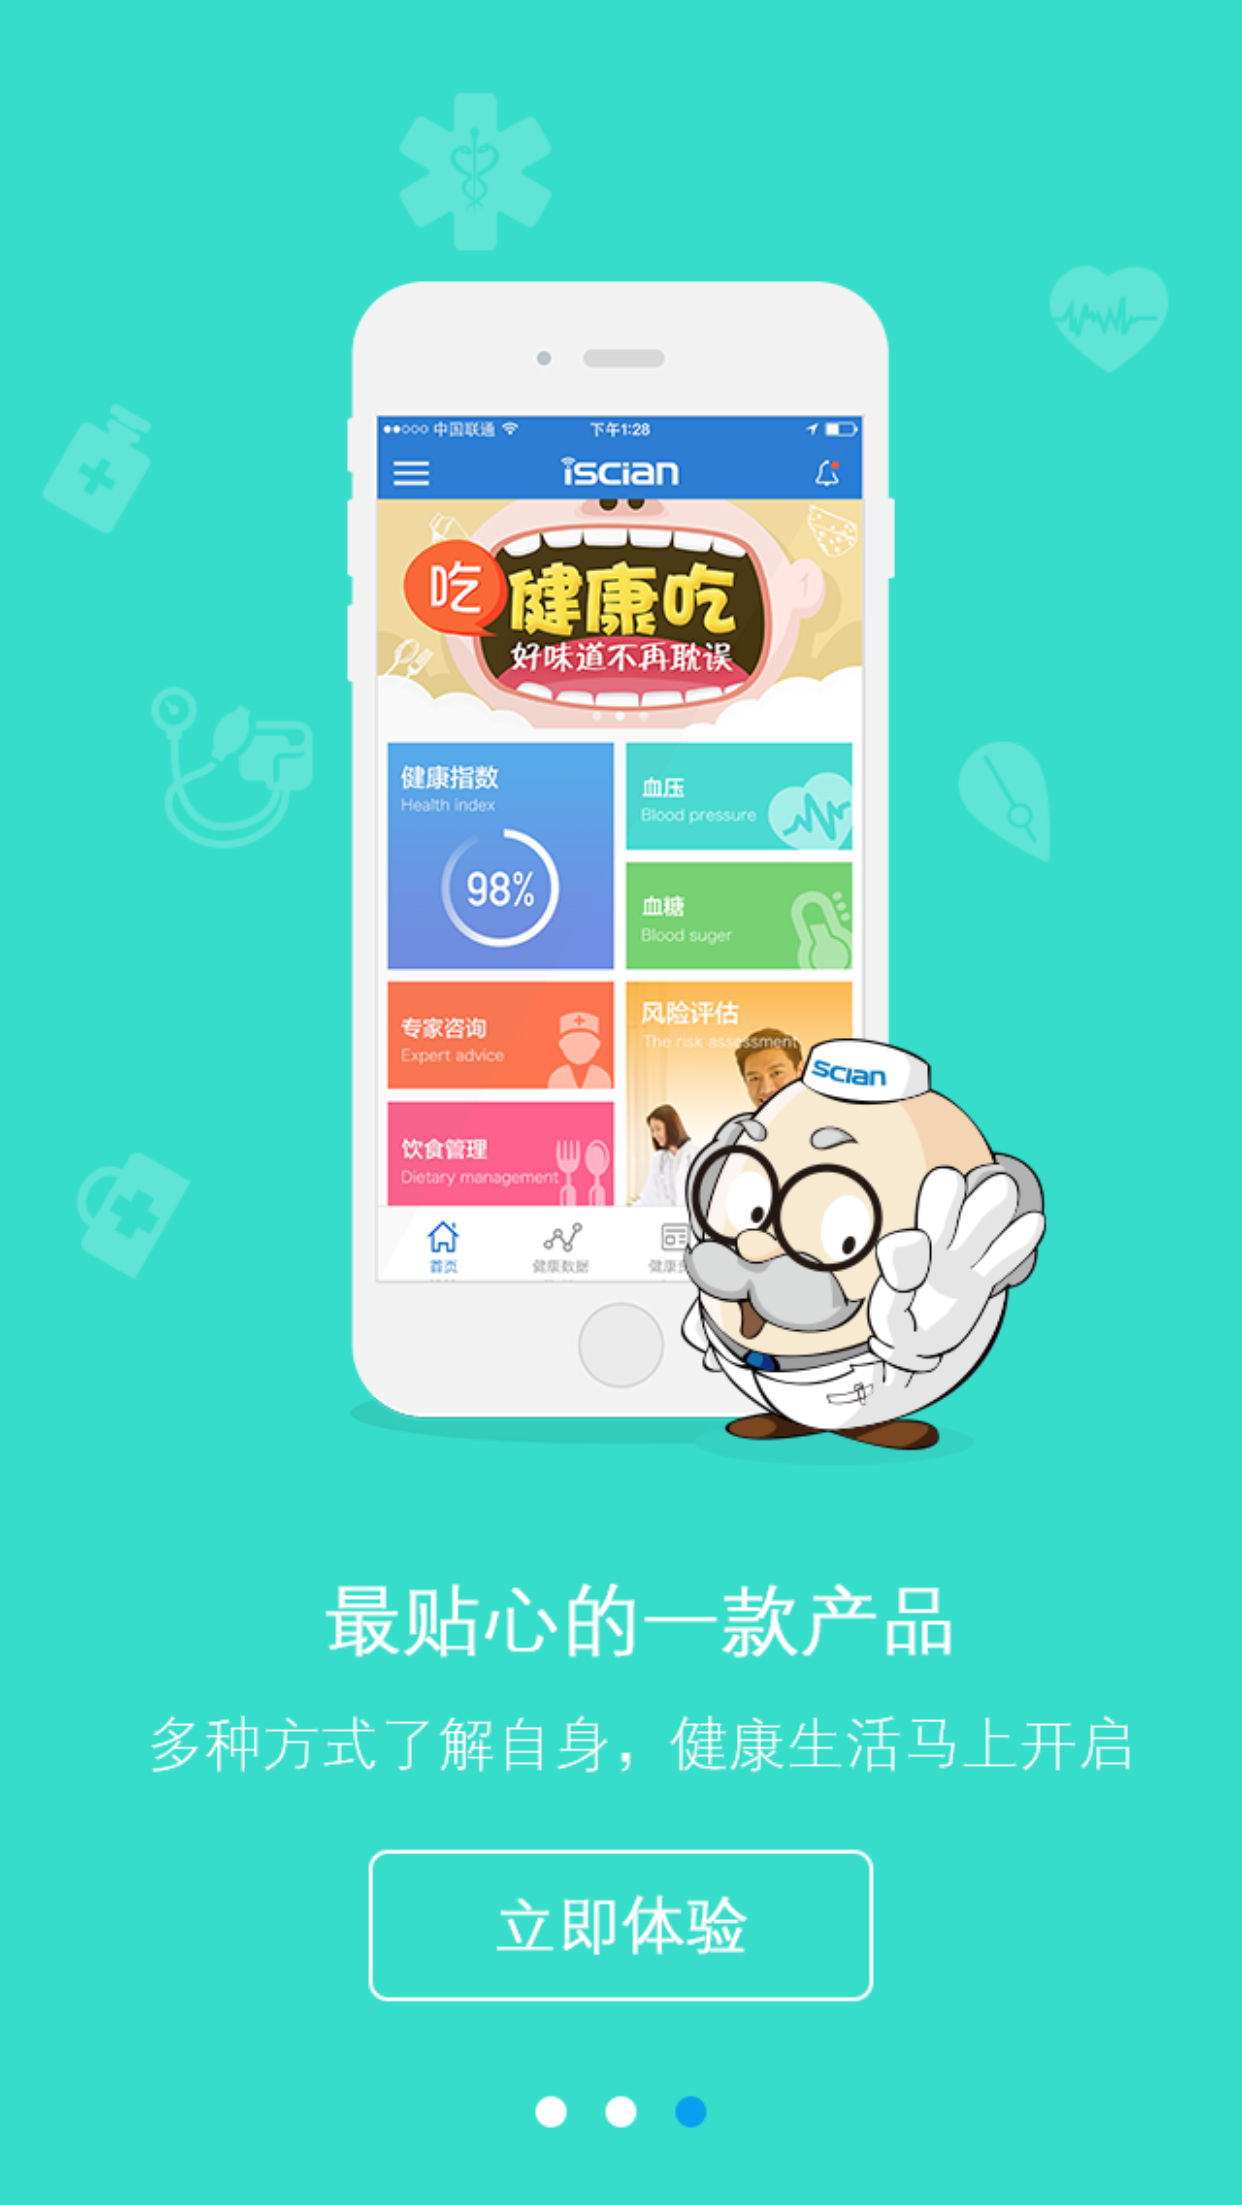 中国联通
下午1:28
iscian
吃
健康吃
好味道不再耽误
健康指数
Health index
98%
血压
Blood pressure
血糖
Blood suger
专家咨询
Expert advice
风险评估
The risk assessment
scian
饮食管理
Dietary management
首页
健康数据
健康
最贴心的一款产品
多种方式了解自身，健康生活马上开启
立即体验